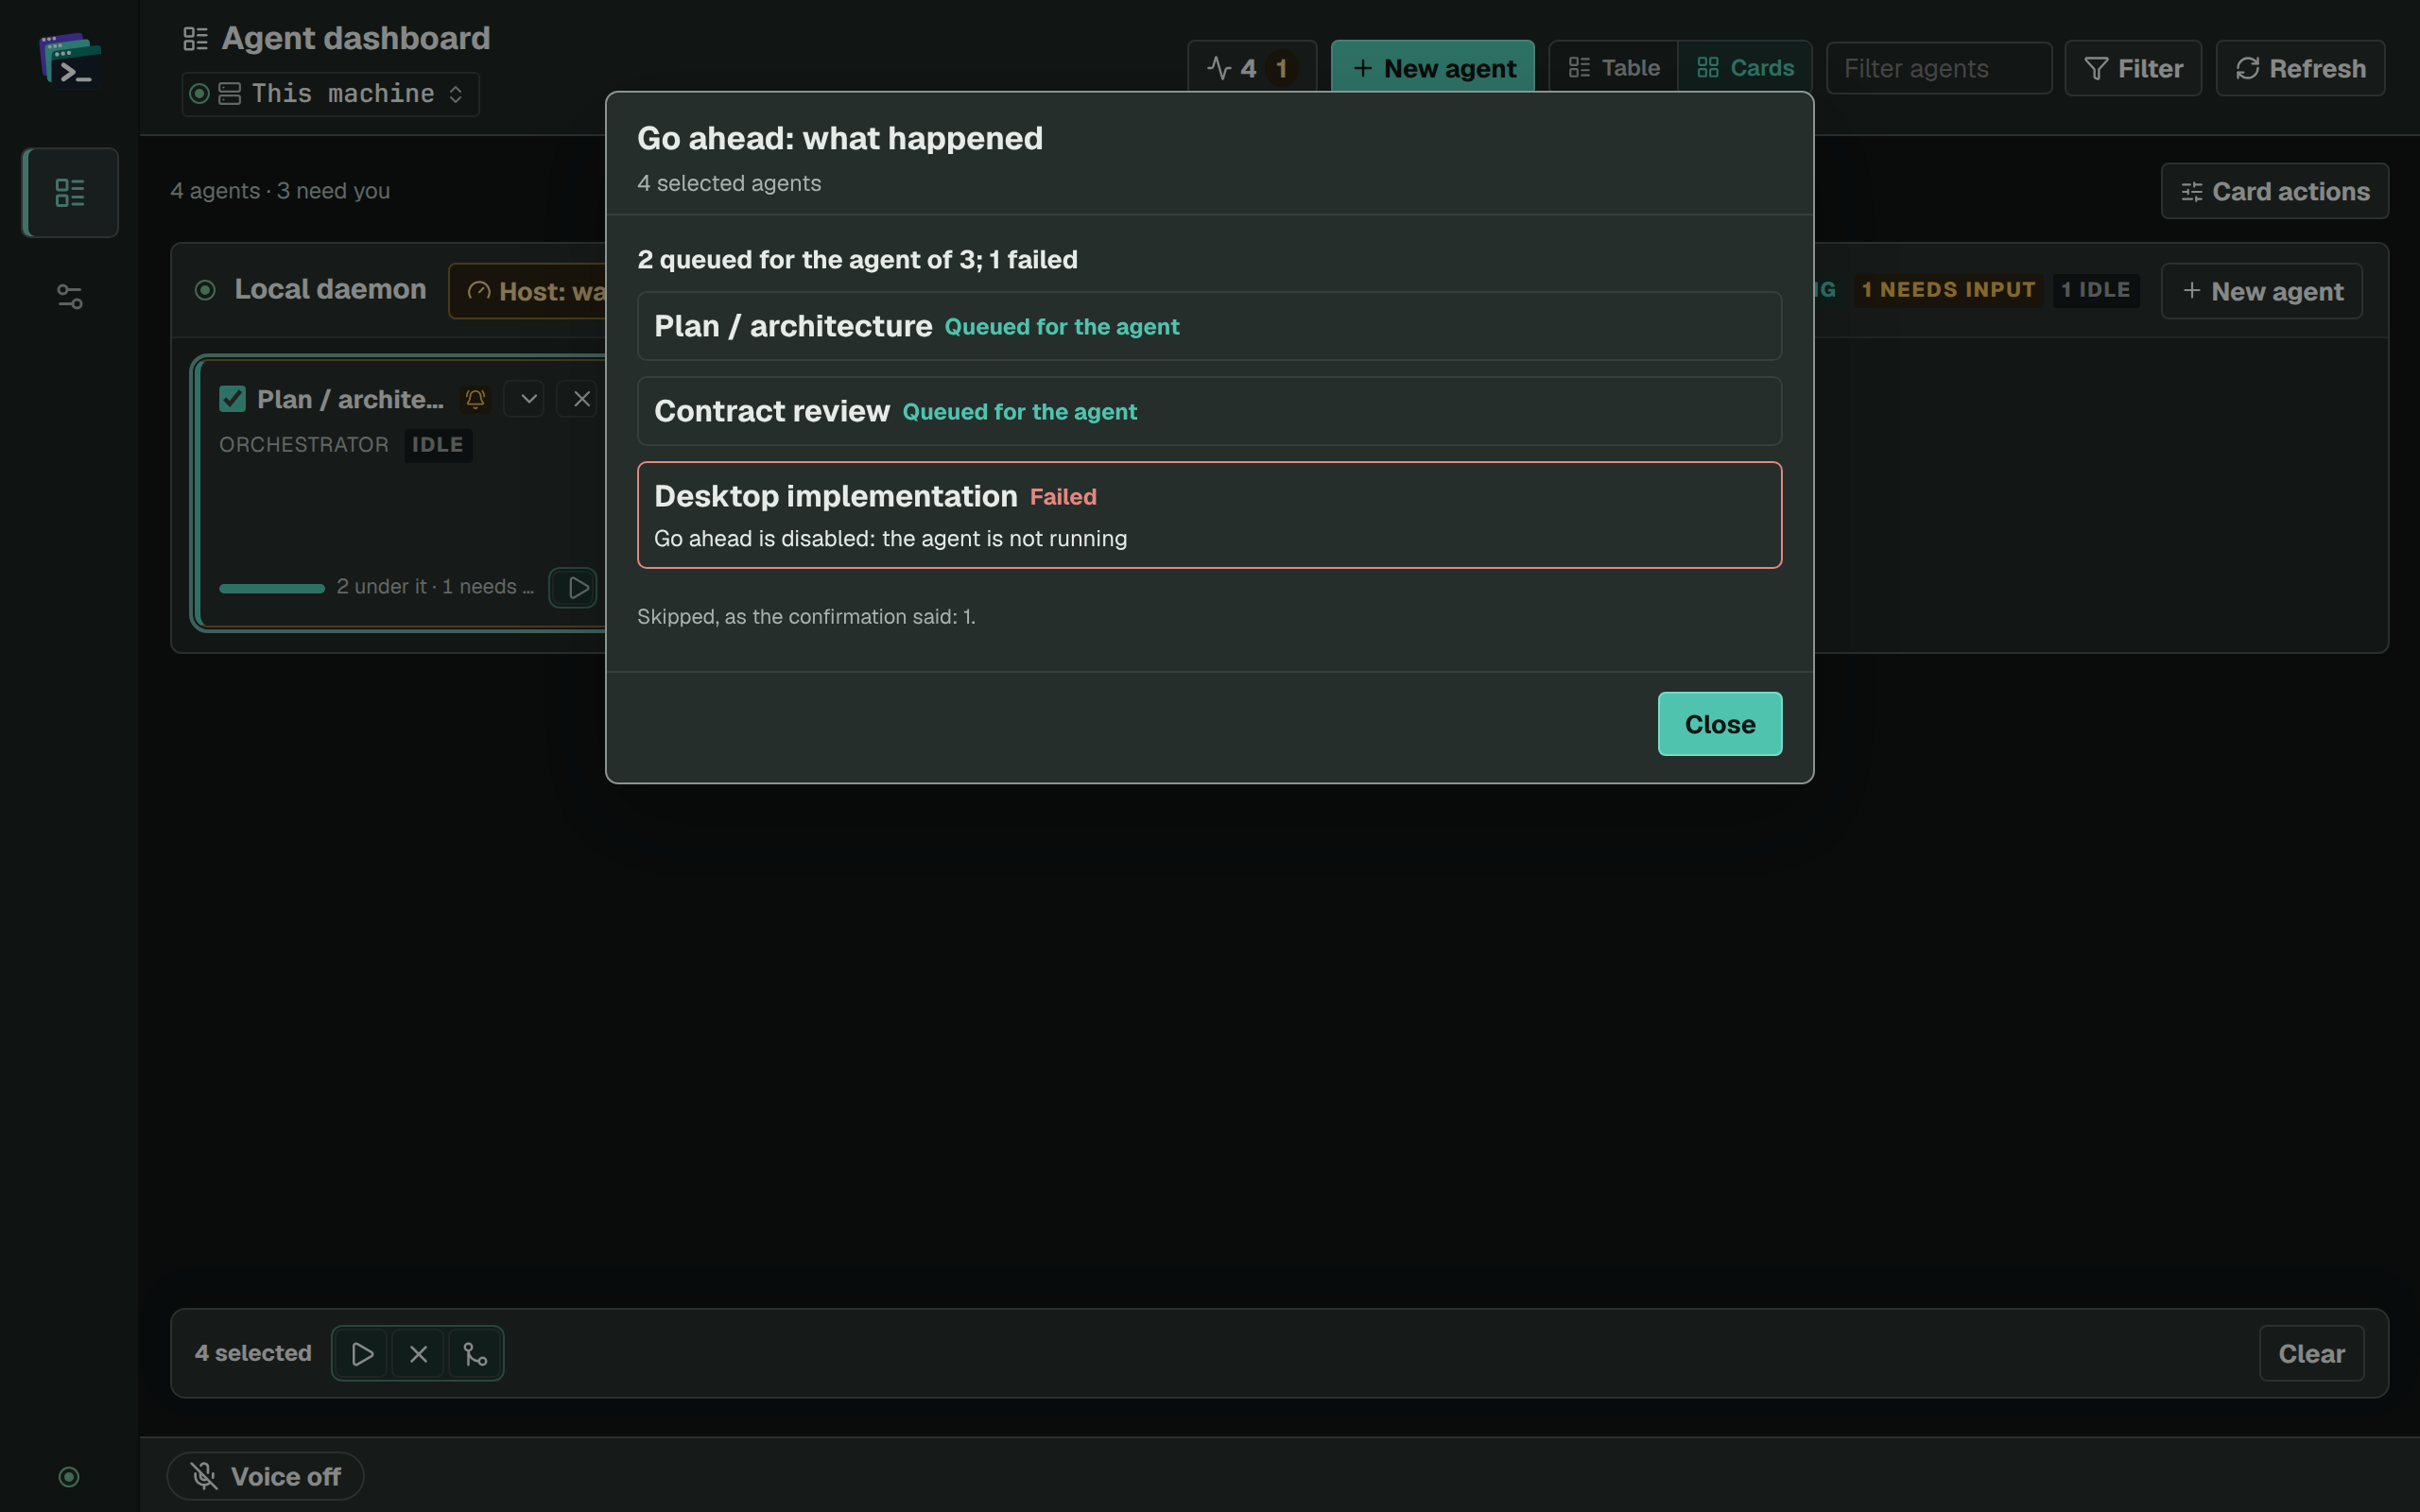 Agent dashboard
This machine
4 1
New agent
Table
Cards
Filter agents
Filter
Refresh
Go ahead: what happened
4 selected agents
4 agents · 3 need you
Card actions
2 queued for the agent of 3; 1 failed
Local daemon
Host: wa
1 NEEDS INPUT
1 IDLE
New agent
Plan / architecture Queued for the agent
Contract review Queued for the agent
Desktop implementation Failed
Go ahead is disabled: the agent is not running
Skipped, as the confirmation said: 1.
Close
Plan / archite...
ORCHESTRATOR IDLE
2 under it · 1 needs ...
4 selected
Clear
Voice off